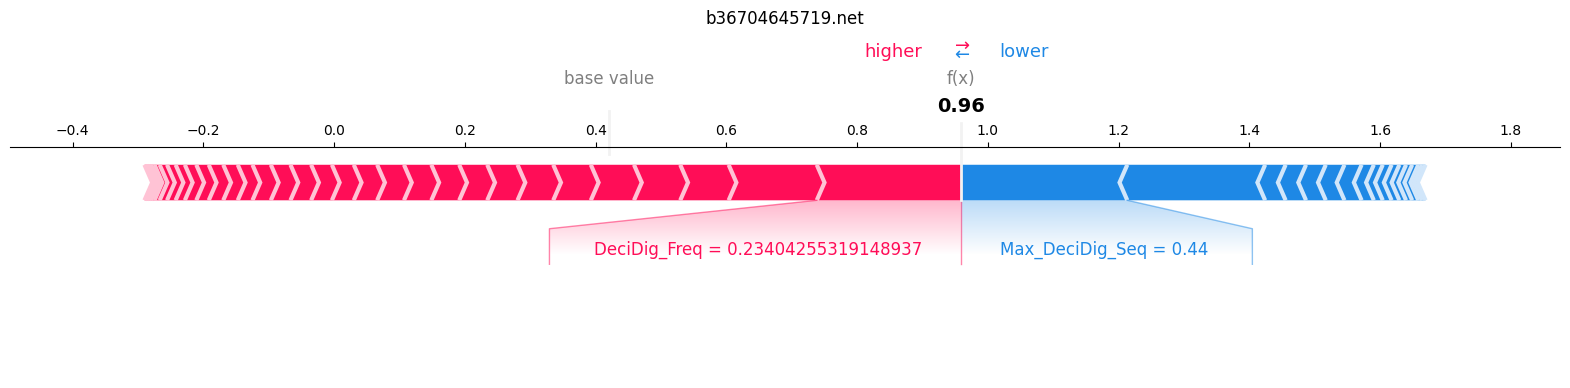 b36704645719.net
higher → ← lower
base value f(x)
0.96
−0.4 −0.2 0.0 0.2 0.4 0.6 0.8 1.0 1.2 1.4 1.6 1.8
DeciDig_Freq = 0.23404255319148937 Max_DeciDig_Seq = 0.44